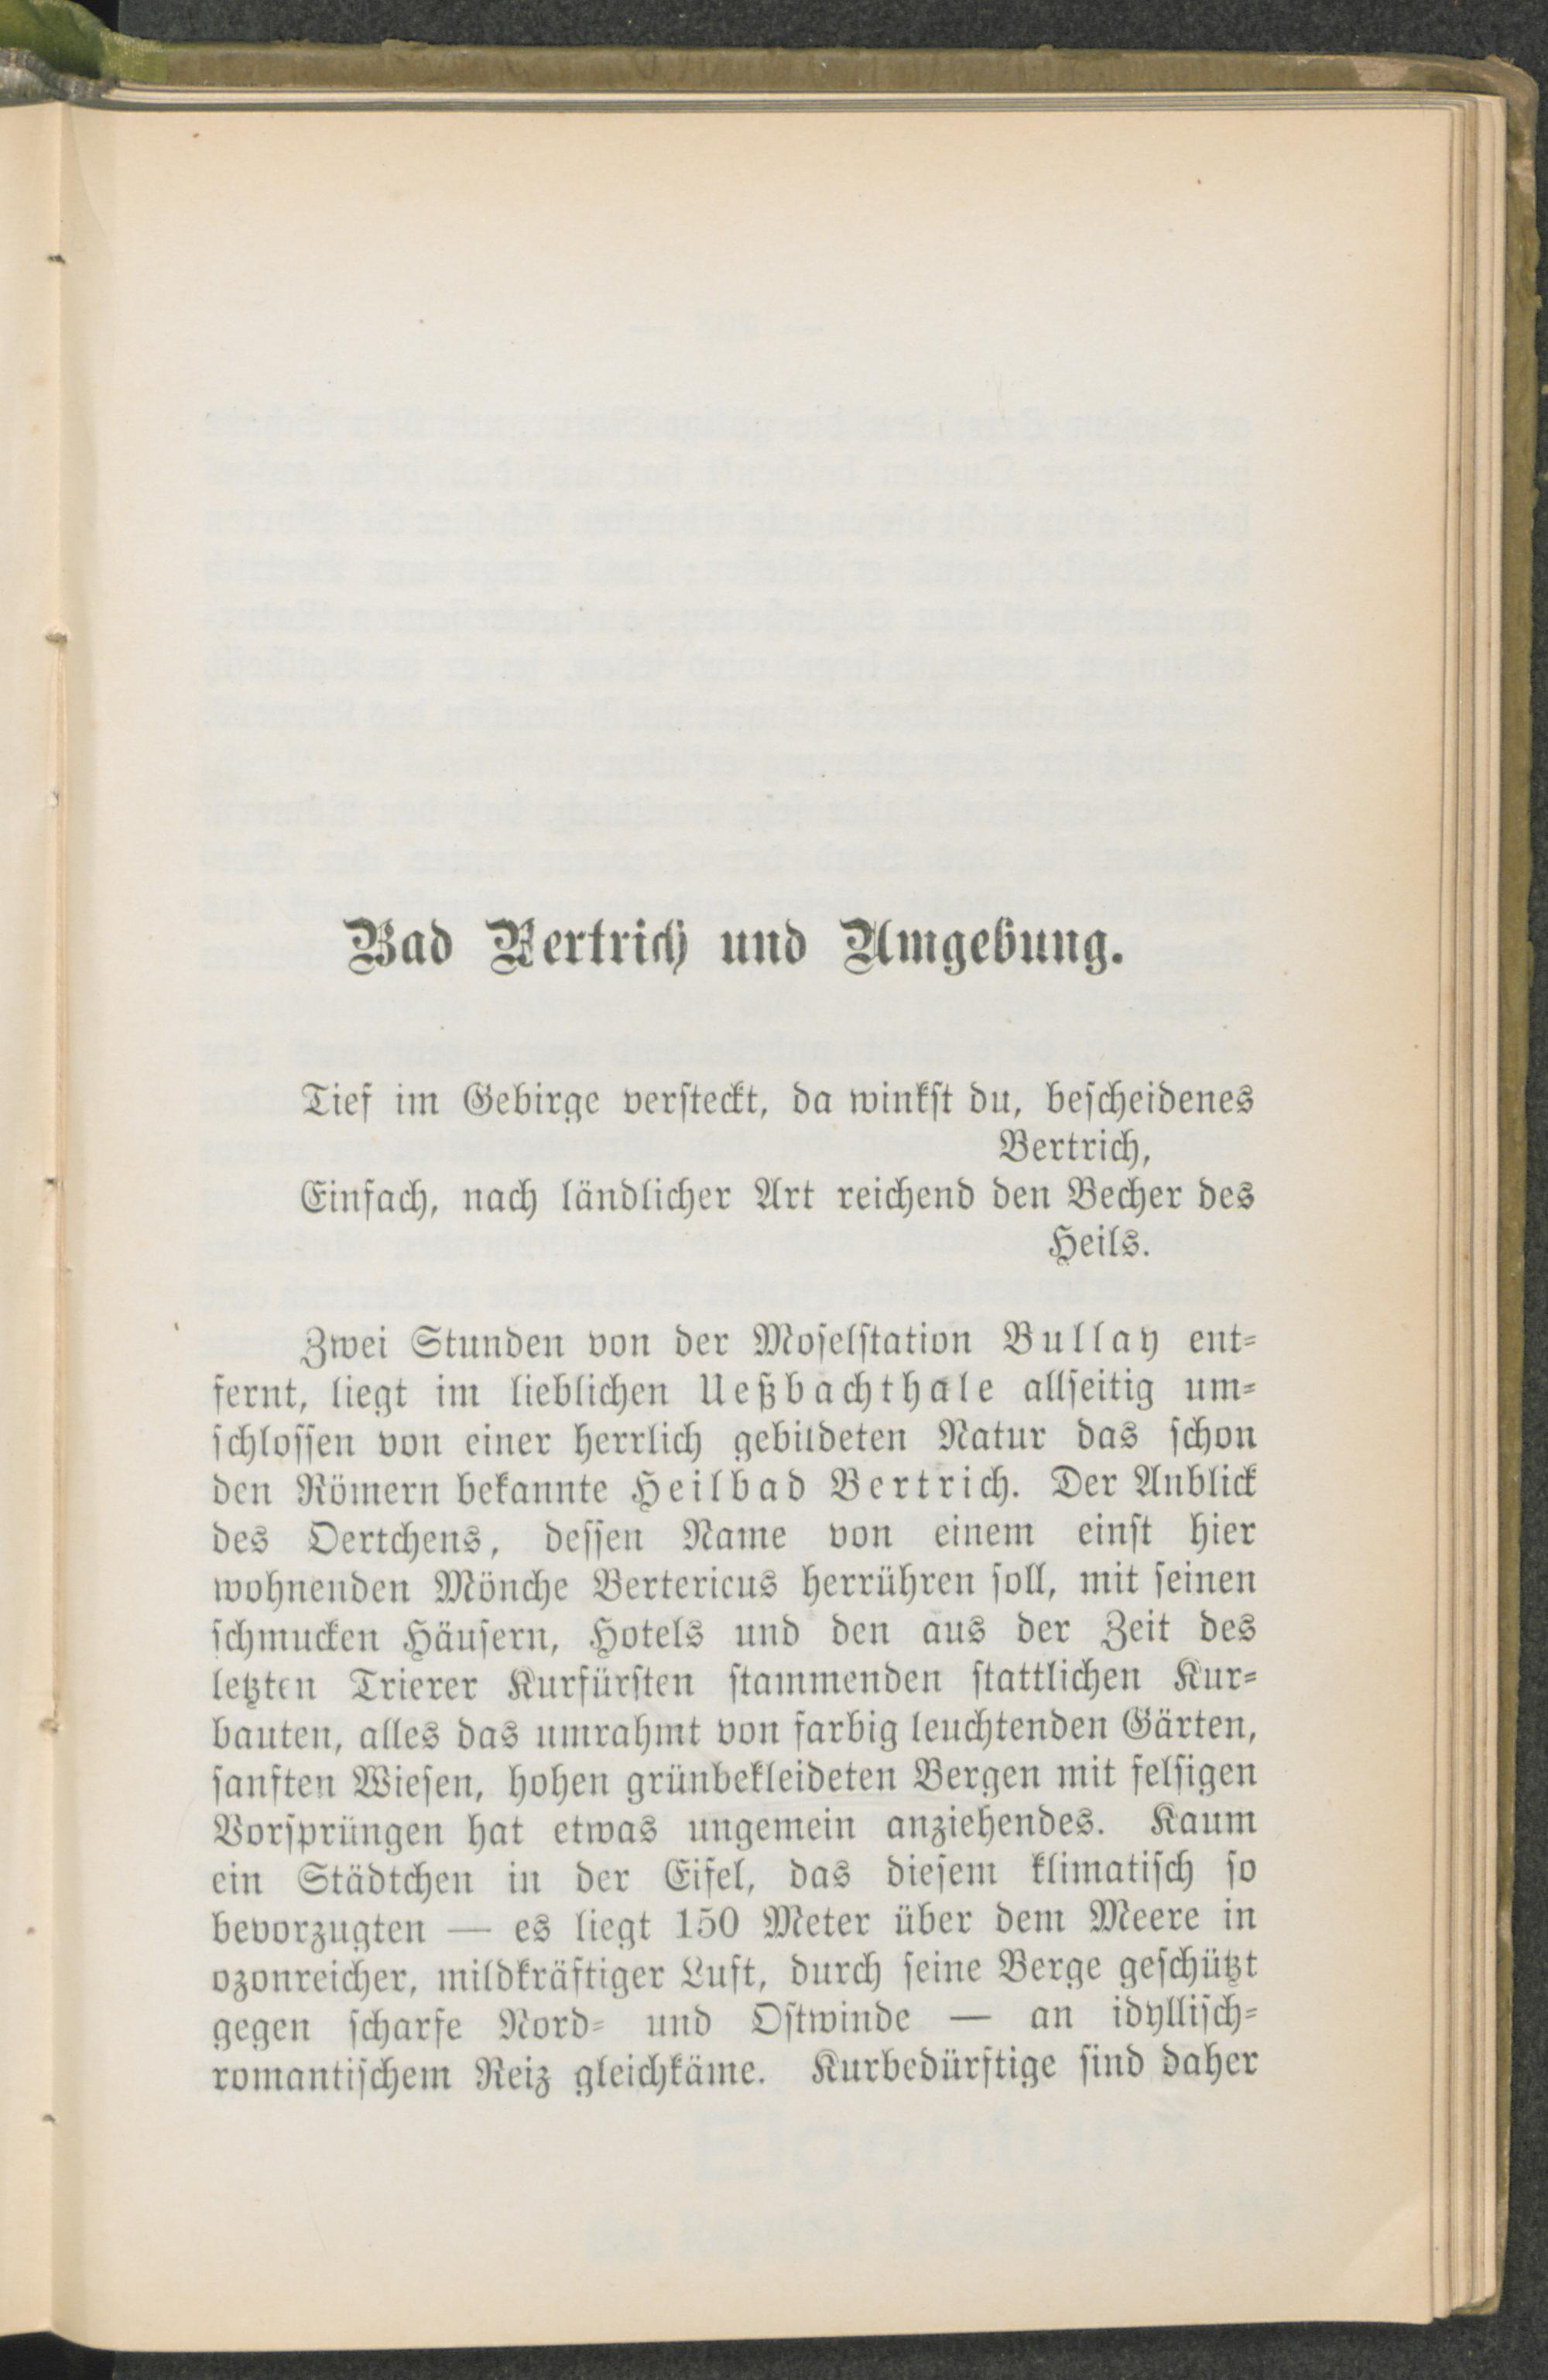 Bad Bertrich und Umgebung.
Tief im Gebirge versteckt, da winkst du, bescheidenes
Bertrich,
Einfach, nach ländlicher Art reichend den Becher des
Heils.
Zwei Stunden von der Moselstation Bullay ent-
fernt, liegt im lieblichen Ueßbachthale allseitig um-
schlossen von einer herrlich gebildeten Natur das schon
den Römern bekannte Heilbad Bertrich. Der Anblick
des Oertchens, dessen Name von einem einst hier
wohnenden Mönche Bertericus herrühren soll, mit seinen
schmucken Häusern, Hotels und den aus der Zeit des
letzten Trierer Kurfürsten stammenden stattlichen Kur-
bauten, alles das umrahmt von farbig leuchtenden Gärten,
sanften Wiesen, hohen grünbekleideten Bergen mit felsigen
Vorsprüngen hat etwas ungemein anziehendes. Kaum
ein Städtchen in der Eifel, das diesem klimatisch so
bevorzugten — es liegt 150 Meter über dem Meere in
ozonreicher, mildkräftiger Luft, durch seine Berge geschützt
gegen scharfe Nord- und Ostwinde — an idyllisch-
romantischem Reiz gleichkäme. Kurbedürftige sind daher